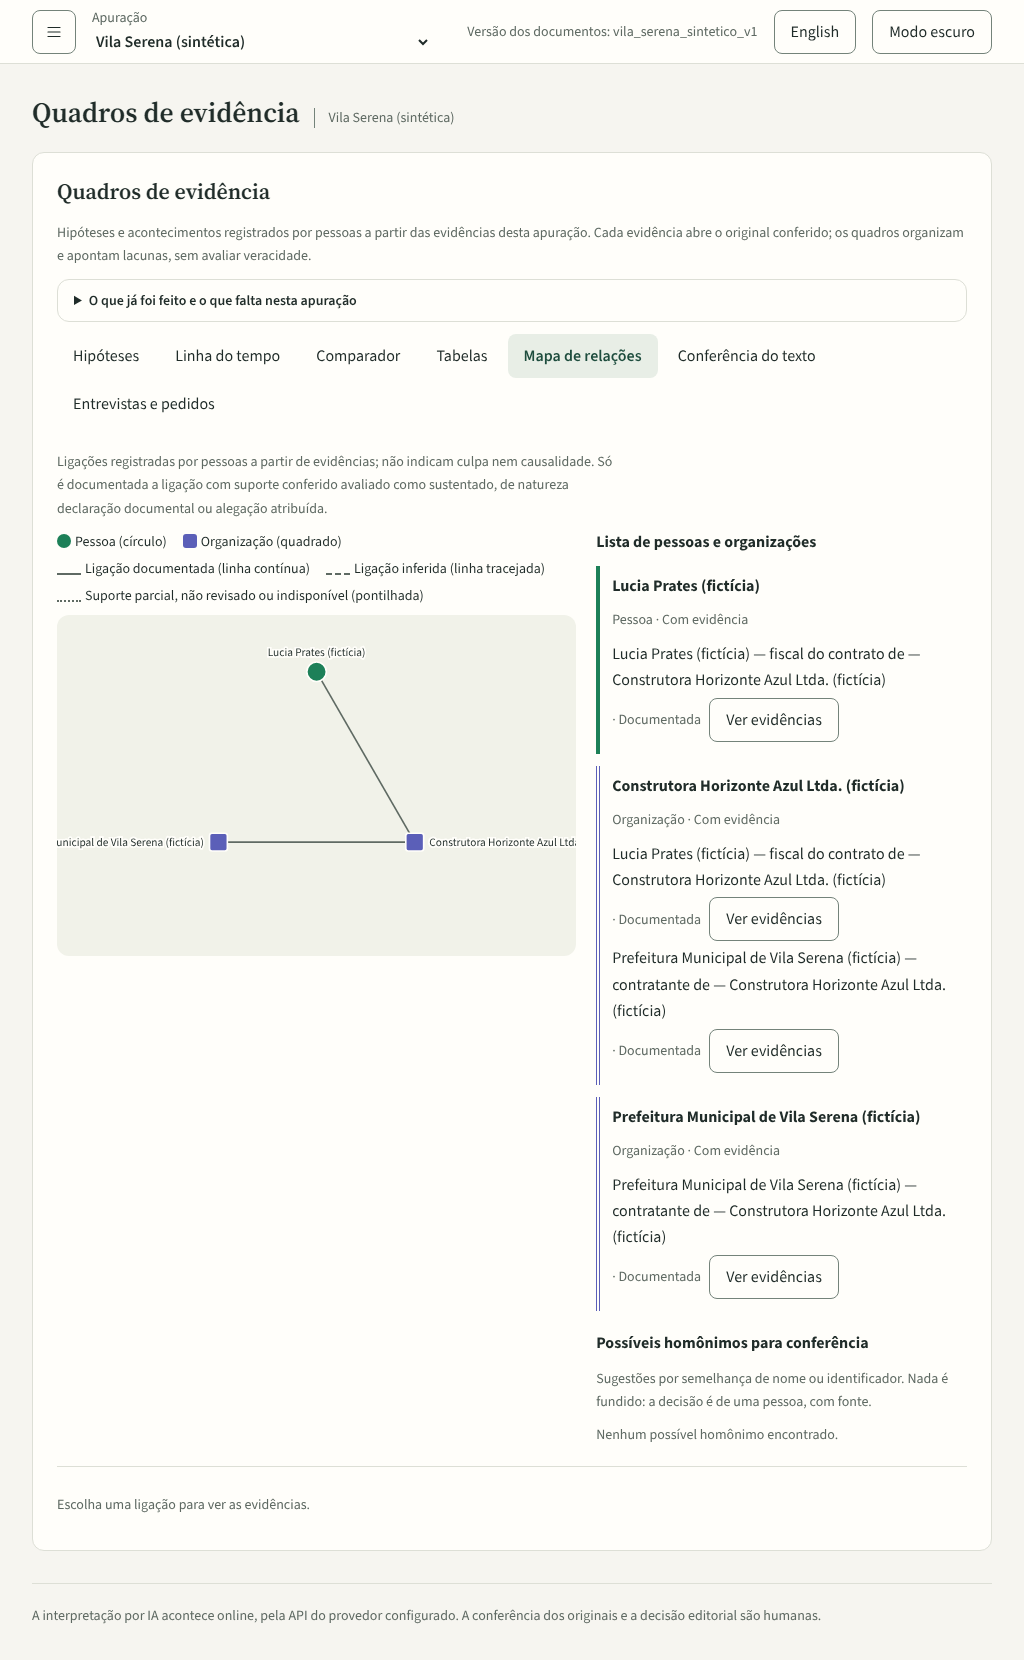 Apuração
Vila Serena (sintética)
Versão dos documentos: vila_serena_sintetico_v1
English
Modo escuro
Quadros de evidência
Vila Serena (sintética)
Quadros de evidência
Hipóteses e acontecimentos registrados por pessoas a partir das evidências desta apuração. Cada evidência abre o original conferido; os quadros organizam
e apontam lacunas, sem avaliar veracidade.
O que já foi feito e o que falta nesta apuração
Hipóteses
Linha do tempo
Comparador
Tabelas
Mapa de relações
Conferência do texto
Entrevistas e pedidos
Ligações registradas por pessoas a partir de evidências; não indicam culpa nem causalidade. Só
é documentada a ligação com suporte conferido avaliado como sustentado, de natureza
declaração documental ou alegação atribuída.
Pessoa (círculo)
Organização (quadrado)
Ligação documentada (linha contínua)
Ligação inferida (linha tracejada)
Suporte parcial, não revisado ou indisponível (pontilhada)
Lucia Prates (fictícia)
de Vila Serena (fictícia)
Construtora Horizonte Azul
Lista de pessoas e organizações
Lucia Prates (fictícia)
Pessoa · Com evidência
Lucia Prates (fictícia) — fiscal do contrato de —
Construtora Horizonte Azul Ltda. (fictícia)
· Documentada
Ver evidências
Construtora Horizonte Azul Ltda. (fictícia)
Organização · Com evidência
Lucia Prates (fictícia) — fiscal do contrato de —
Construtora Horizonte Azul Ltda. (fictícia)
· Documentada
Ver evidências
Prefeitura Municipal de Vila Serena (fictícia) —
contratante de — Construtora Horizonte Azul Ltda.
(fictícia)
· Documentada
Ver evidências
Prefeitura Municipal de Vila Serena (fictícia)
Organização · Com evidência
Prefeitura Municipal de Vila Serena (fictícia) —
contratante de — Construtora Horizonte Azul Ltda.
(fictícia)
· Documentada
Ver evidências
Possíveis homônimos para conferência
Sugestões por semelhança de nome ou identificador. Nada é
fundido: a decisão é de uma pessoa, com fonte.
Nenhum possível homônimo encontrado.
Escolha uma ligação para ver as evidências.
A interpretação por IA acontece online, pela API do provedor configurado. A conferência dos originais e a decisão editorial são humanas.